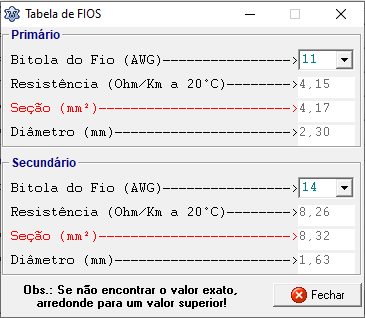 Tabela de FIOS
Primário
Bitola do Fio (AWG)--------------->11
Resistência (Ohm/Km a 20°C)-------->4,15
Seção (mm²)------------------------>4,17
Diâmetro (mm)---------------------->2,30
Secundário
Bitola do Fio (AWG)--------------->14
Resistência (Ohm/Km a 20°C)-------->8,26
Seção (mm²)------------------------>8,32
Diâmetro (mm)---------------------->1,63
Obs.: Se não encontrar o valor exato,
arredonde para um valor superior!
Fechar